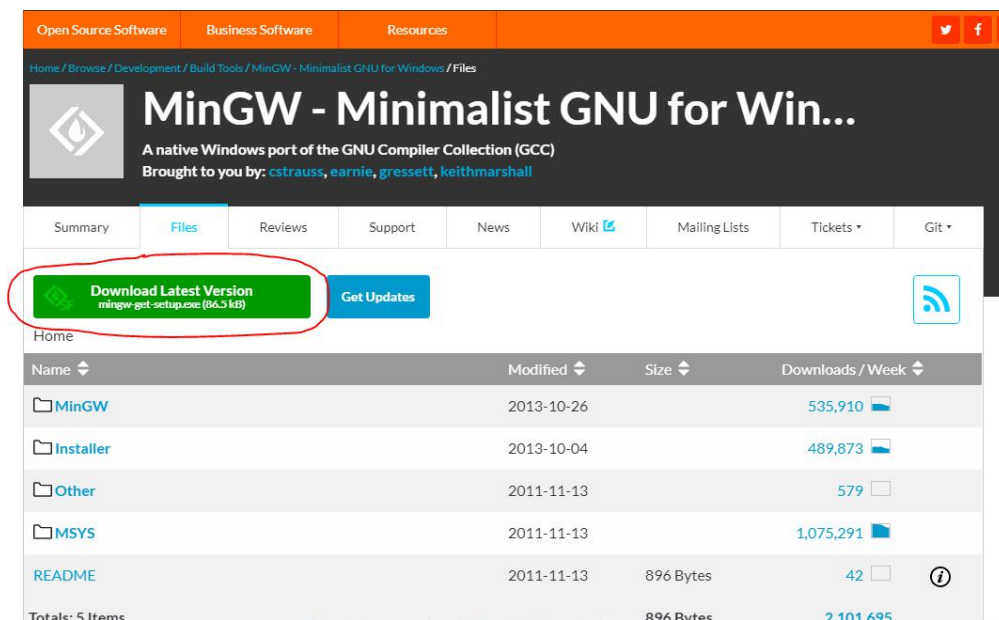 Open Source Software Business Software Resources
Home / Browse / Development / Build Tools / MinGW - Minimalist GNU for Windows / Files
MinGW - Minimalist GNU for Win...
A native Windows port of the GNU Compiler Collection (GCC)
Brought to you by: cstrauss, earnie, gressett, keithmarshall
Summary Files Reviews Support News Wiki Mailing Lists Tickets Git
Download Latest Version
mingw-get-setup.exe (86.5 kB)
Get Updates
Home
Name Modified Size Downloads / Week
MinGW 2013-10-26 535,910
Installer 2013-10-04 489,873
Other 2011-11-13 579
MSYS 2011-11-13 1,075,291
README 2011-11-13 896 Bytes 42
Totals: 5 Items 896 Bytes 2,101,695